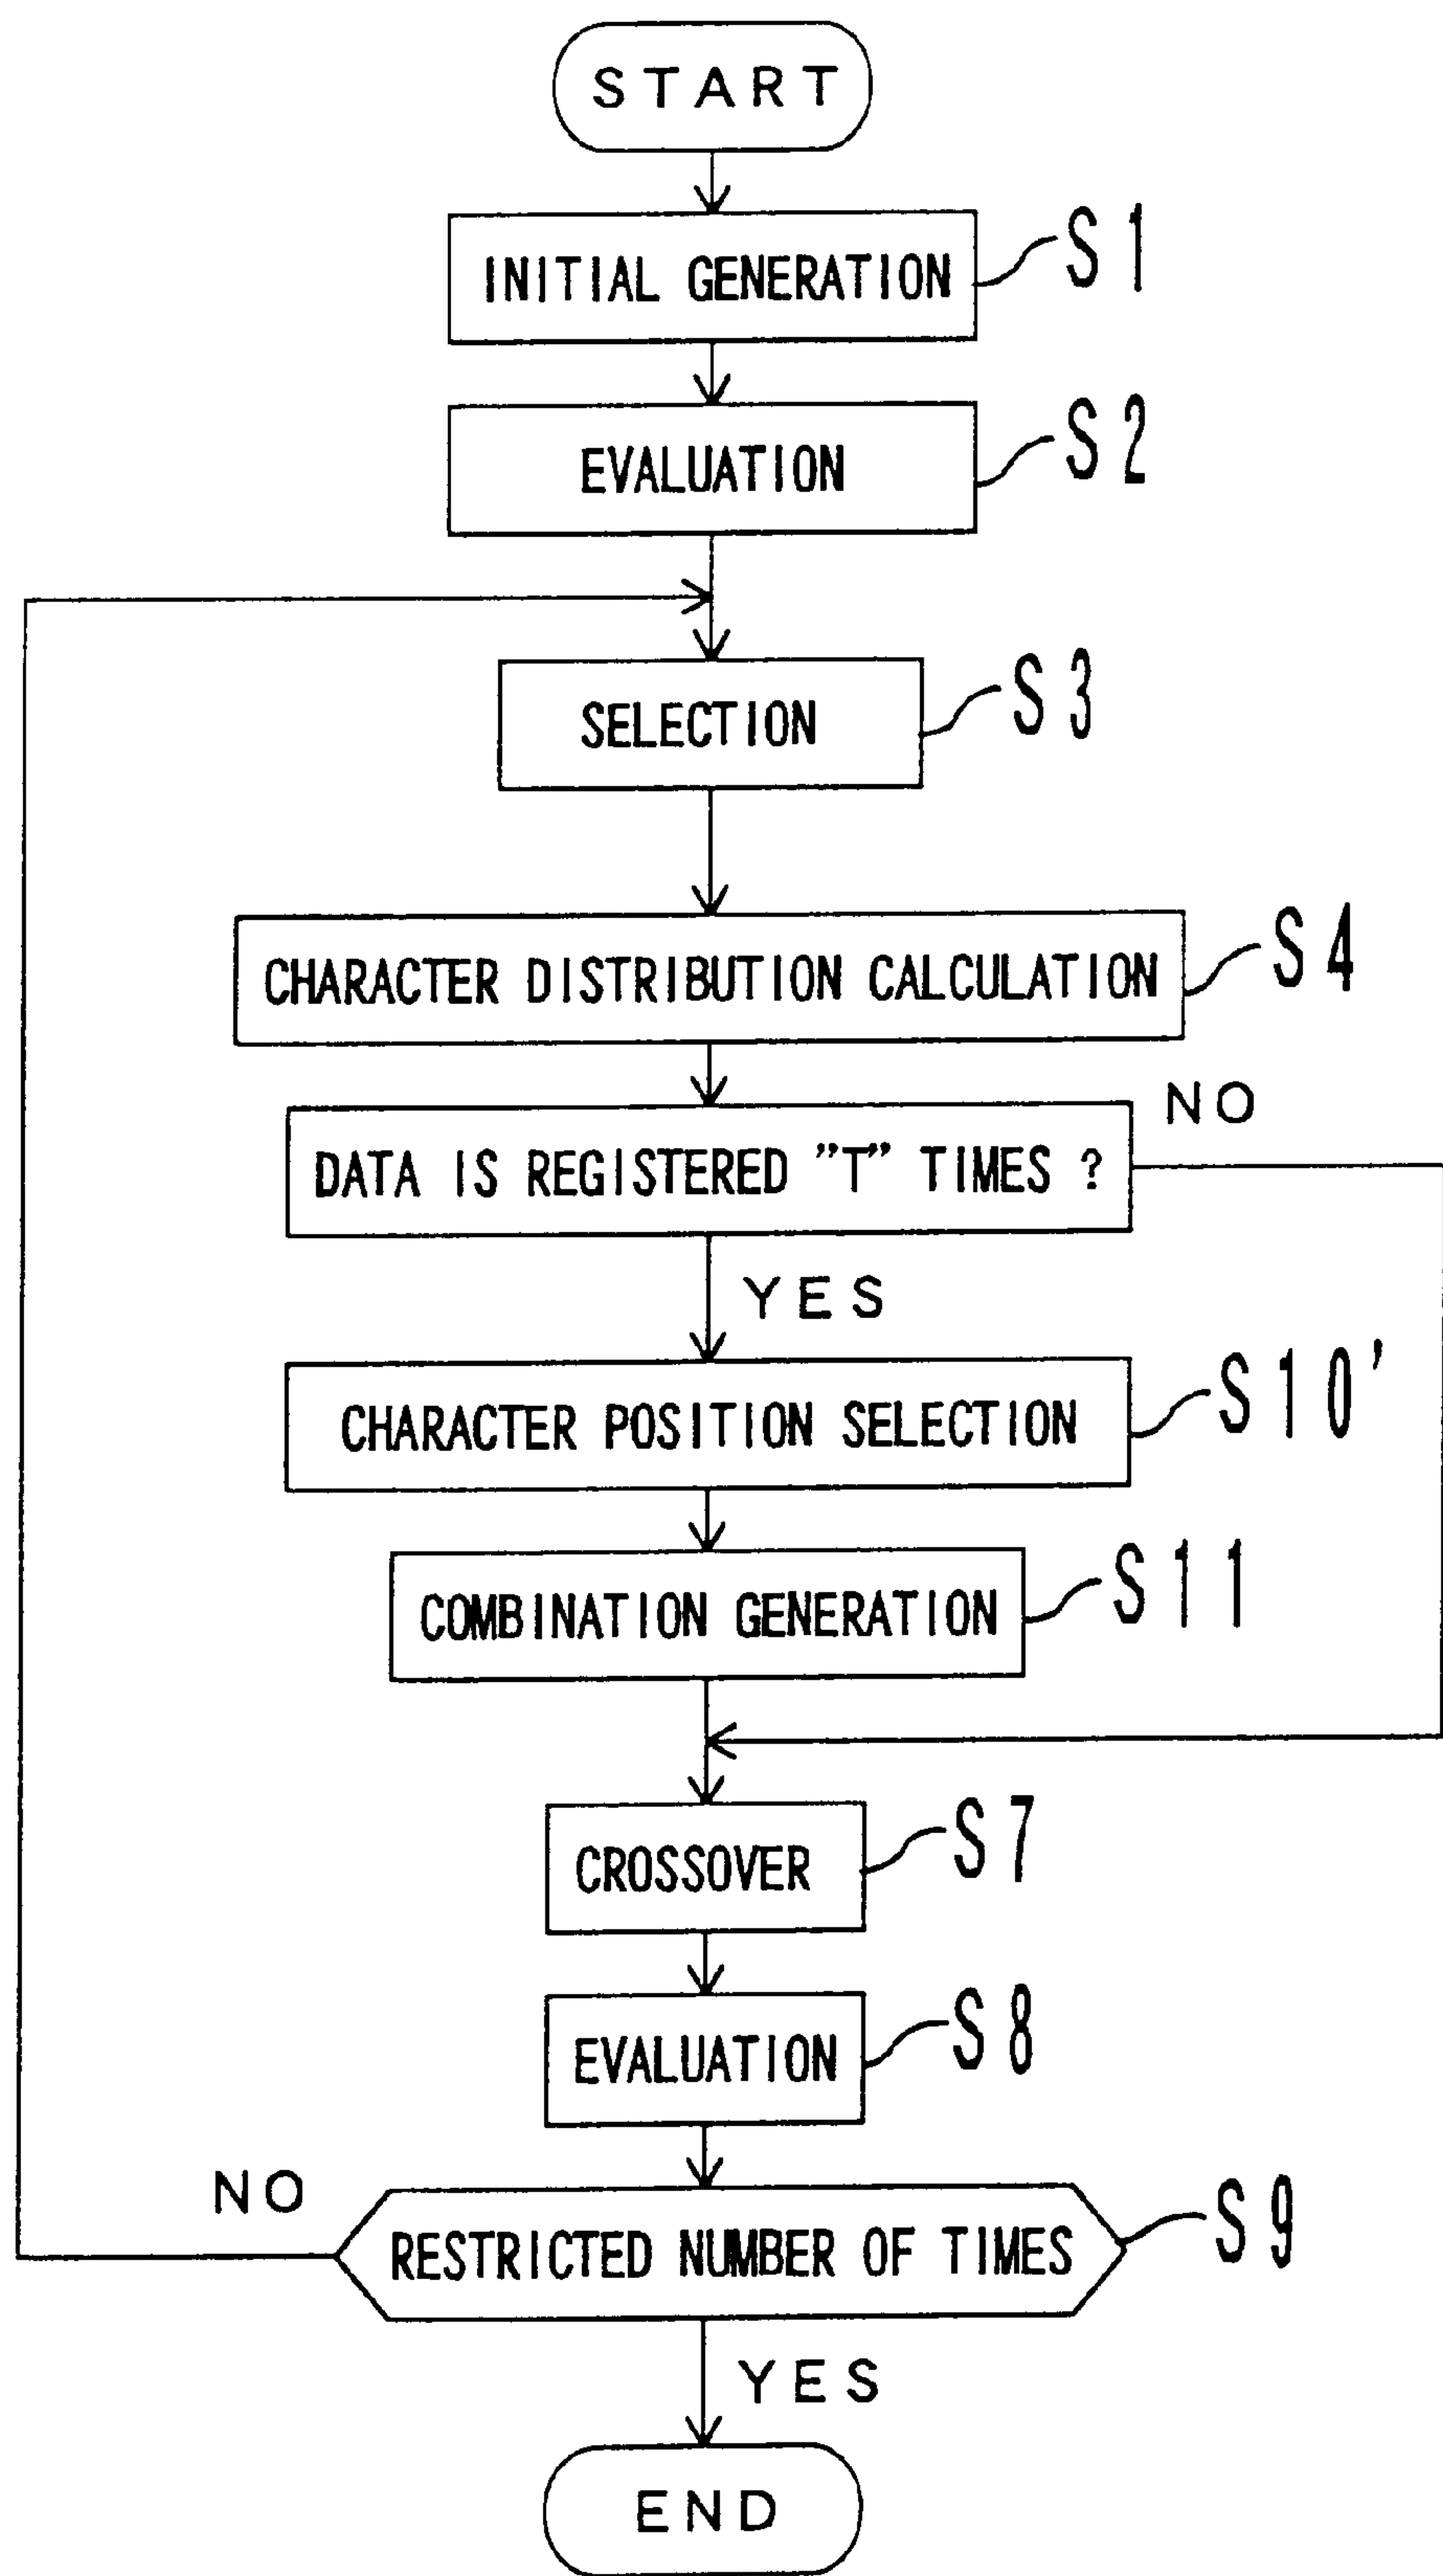 START
INITIAL GENERATION
S1
EVALUATION
S2
SELECTION
S3
CHARACTER DISTRIBUTION CALCULATION
S4
DATA IS REGISTERED ”T” TIMES ?
NO
YES
CHARACTER POSITION SELECTION
S10'
COMBINATION GENERATION
S11
CROSSOVER
S7
EVALUATION
S8
NO
RESTRICTED NUMBER OF TIMES
S9
YES
END